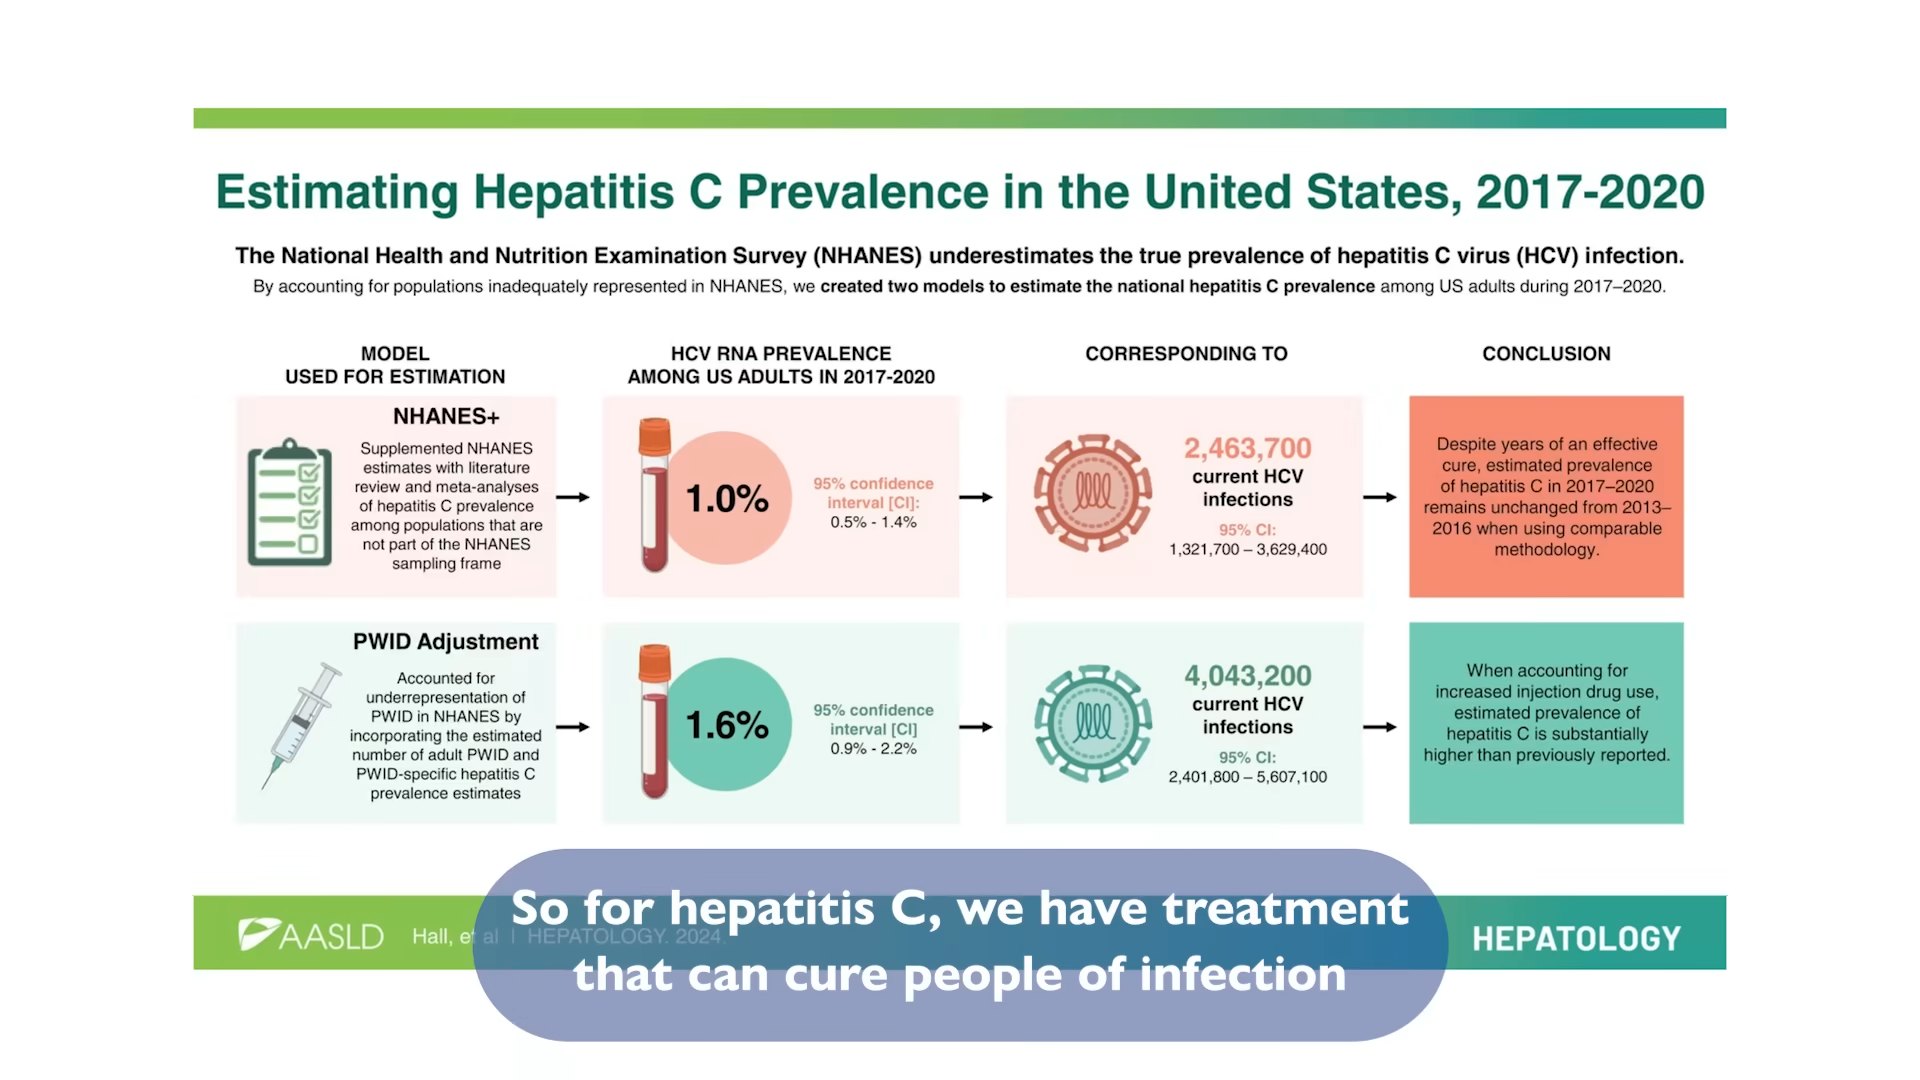 Estimating Hepatitis C Prevalence in the United States, 2017-2020
The National Health and Nutrition Examination Survey (NHANES) underestimates the true prevalence of hepatitis C virus (HCV) infection.
By accounting for populations inadequately represented in NHANES, we created two models to estimate the national hepatitis C prevalence among US adults during 2017–2020.
MODEL
USED FOR ESTIMATION
HCV RNA PREVALENCE
AMONG US ADULTS IN 2017-2020
CORRESPONDING TO
CONCLUSION
NHANES+
Supplemented NHANES
estimates with literature
review and meta-analyses
of hepatitis C prevalence
among populations that are
not part of the NHANES
sampling frame
1.0%
95% confidence
interval [CI]:
0.5% - 1.4%
2,463,700
current HCV
infections
95% CI:
1,321,700 – 3,629,400
Despite years of an effective
cure, estimated prevalence
of hepatitis C in 2017–2020
remains unchanged from 2013–
2016 when using comparable
methodology.
PWID Adjustment
Accounted for
underrepresentation of
PWID in NHANES by
incorporating the estimated
number of adult PWID and
PWID-specific hepatitis C
prevalence estimates
1.6%
95% confidence
interval [CI]
0.9% - 2.2%
4,043,200
current HCV
infections
95% CI:
2,401,800 – 5,607,100
When accounting for
increased injection drug use,
estimated prevalence of
hepatitis C is substantially
higher than previously reported.
AASLD
Hall, et al | HEPATOLOGY. 2024.
HEPATOLOGY
So for hepatitis C, we have treatment
that can cure people of infection